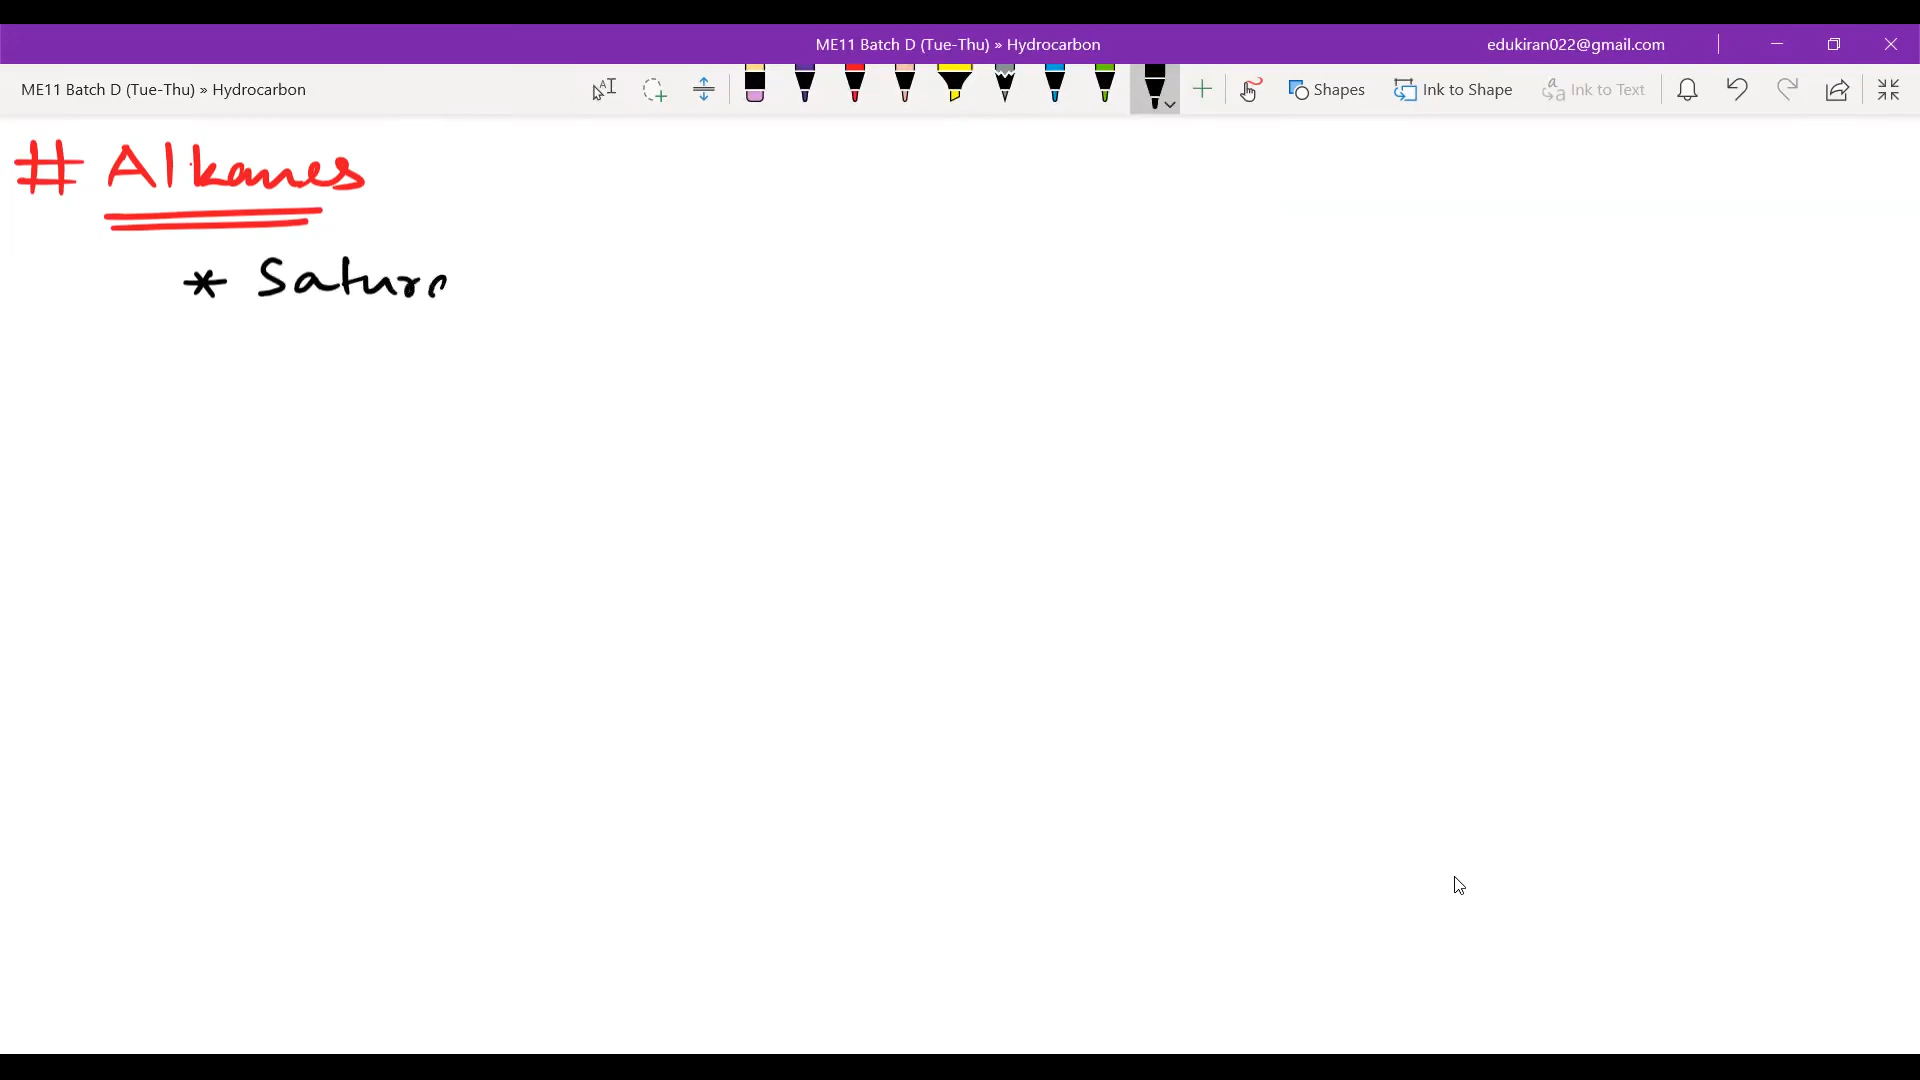 ME11 Batch D (Tue-Thu) » Hydrocarbon
edukiran022@gmail.com
ME11 Batch D (Tue-Thu) » Hydrocarbon
Shapes
Ink to Shape
Ink to Text
# Alkanes
* Satura